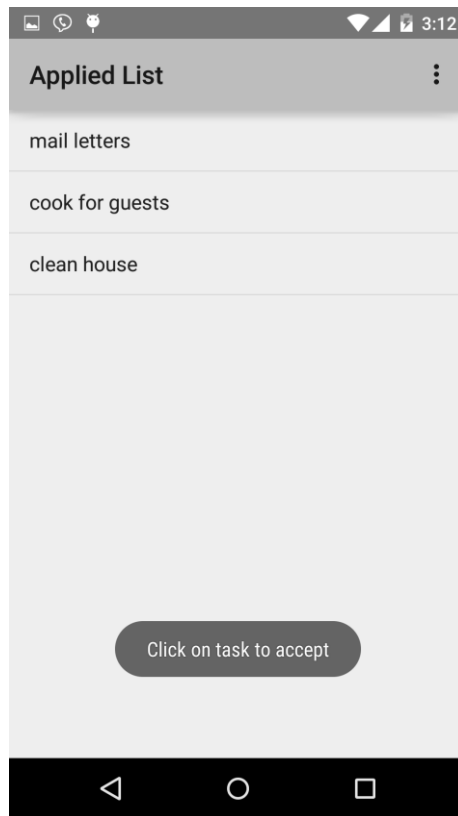 3:12
Applied List
mail letters
cook for guests
clean house
Click on task to accept